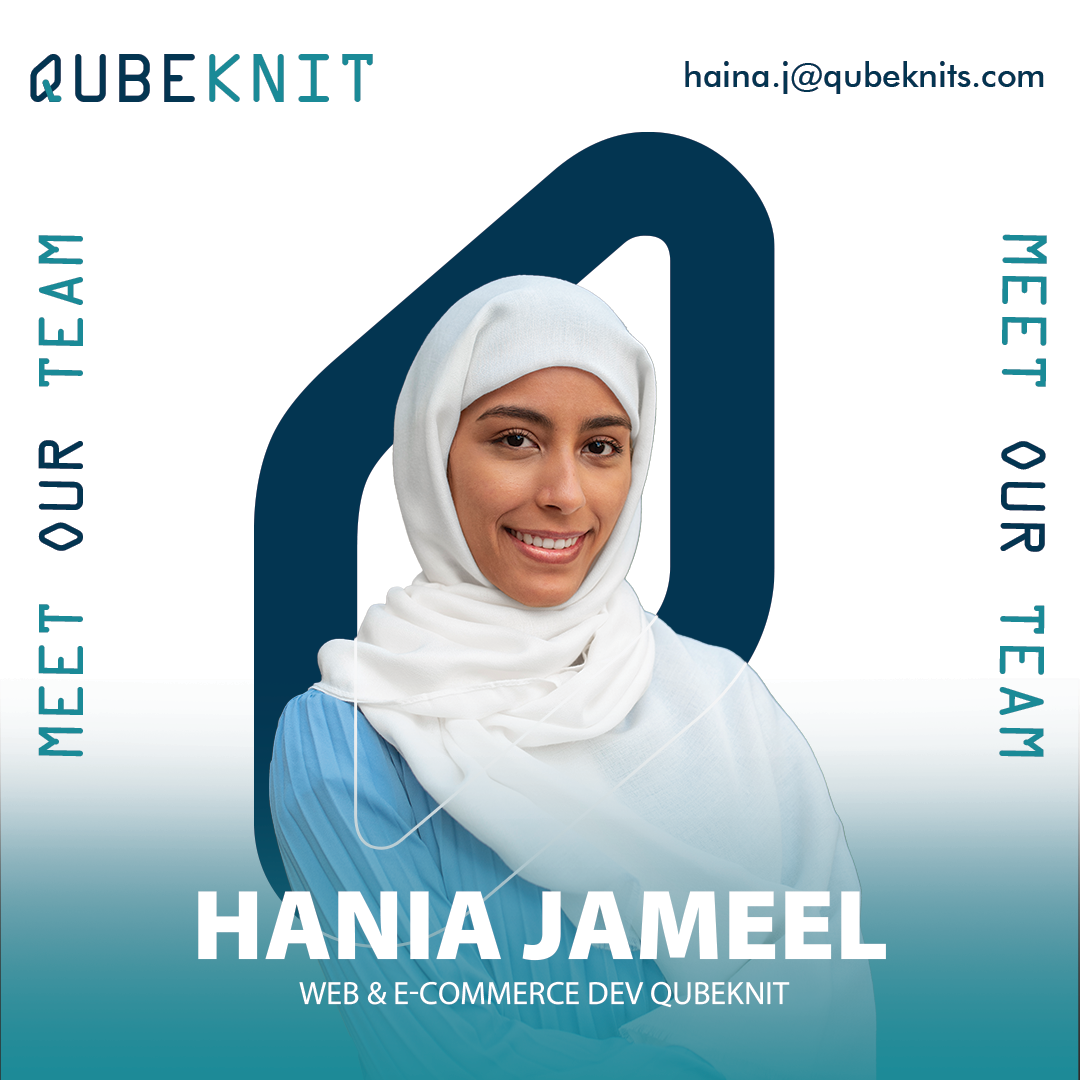 QUBEKNIT
haina.j@qubeknits.com
MEET OUR TEAM
MEET OUR TEAM
HANIA JAMEEL
WEB & E-COMMERCE DEV QUBEKNIT